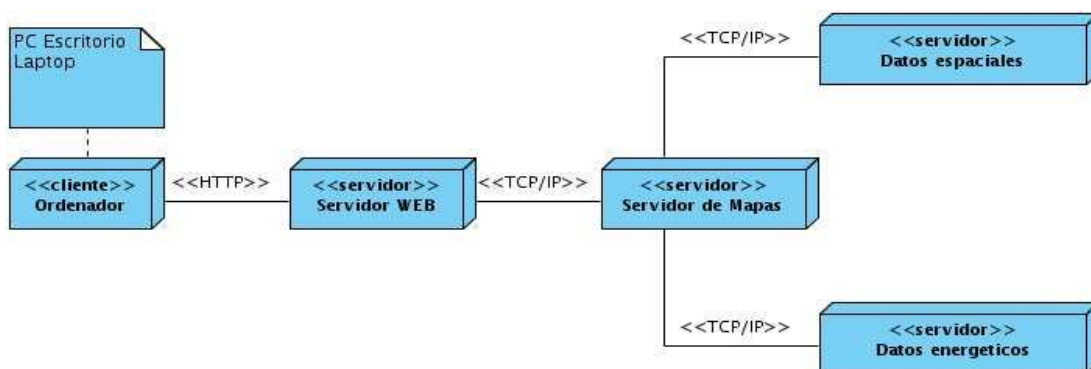 PC Escritorio
Laptop
<<cliente>>
Ordenador
<<HTTP>>
<<servidor>>
Servidor WEB
<<TCP/IP>>
<<servidor>>
Servidor de Mapas
<<TCP/IP>>
<<servidor>>
Datos espaciales
<<TCP/IP>>
<<servidor>>
Datos energeticos